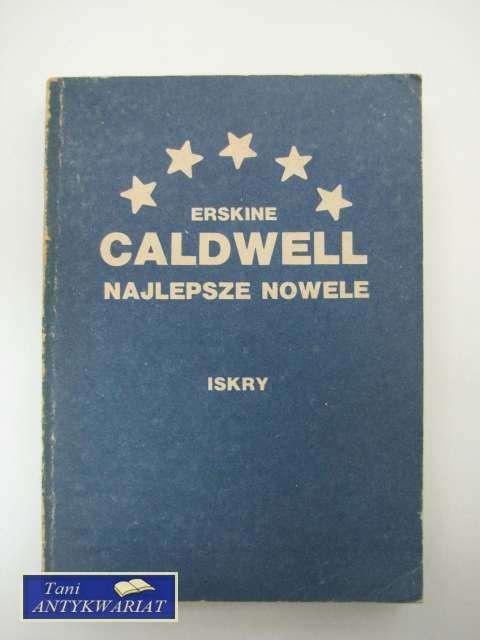 ERSKINE
CALDWELL
NAJLEPSZE NOWELE
ISKRY
Tani
ANTYKWARIAT